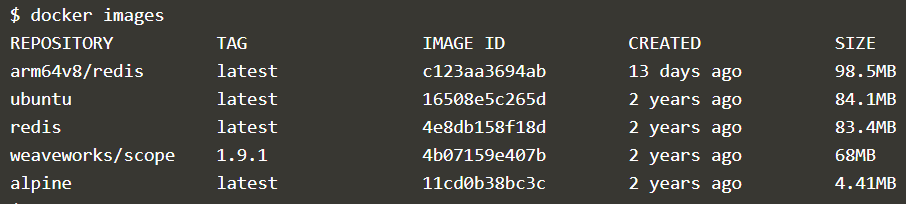 $ docker images
REPOSITORY TAG IMAGE ID CREATED SIZE
arm64v8/redis latest c123aa3694ab 13 days ago 98.5MB
ubuntu latest 16508e5c265d 2 years ago 84.1MB
redis latest 4e8db158f18d 2 years ago 83.4MB
weaveworks/scope 1.9.1 4b07159e407b 2 years ago 68MB
alpine latest 11cd0b38bc3c 2 years ago 4.41MB